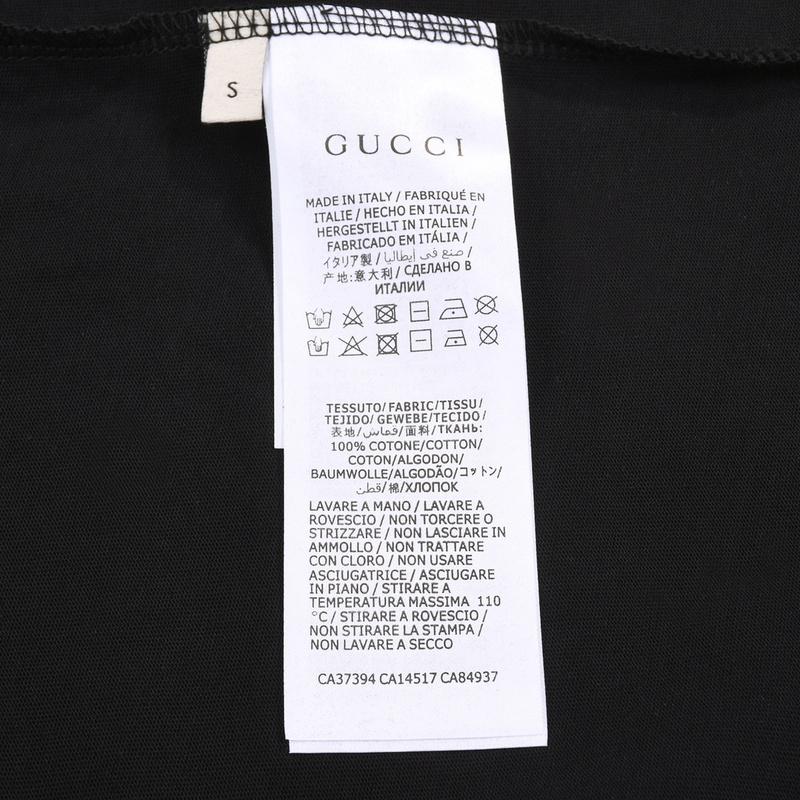 S
GUCCI
MADE IN ITALY / FABRIQUÉ EN
ITALIE / HECHO EN ITALIA /
HERGESTELLT IN ITALIEN /
FABRICADO EM ITÁLIA /
イタリア製 / صنع في إيطاليا /
产地:意大利 / СДЕЛАНО В
ИТАЛИИ
TESSUTO/FABRIC/TISSU/
TEJIDO/GEWEBE/TECIDO/
表地/قماش/面料/ТКАНЬ:
100% COTONE/COTTON/
COTON/ALGODON/
BAUMWOLLE/ALGODÃO/コットン/
قطن/棉/ХЛОПОК
LAVARE A MANO / LAVARE A
ROVESCIO / NON TORCERE O
STRIZZARE / NON LASCIARE IN
AMMOLLO / NON TRATTARE
CON CLORO / NON USARE
ASCIUGATRICE / ASCIUGARE
IN PIANO / STIRARE A
TEMPERATURA MASSIMA 110
°C / STIRARE A ROVESCIO /
NON STIRARE LA STAMPA /
NON LAVARE A SECCO
CA37394 CA14517 CA84937